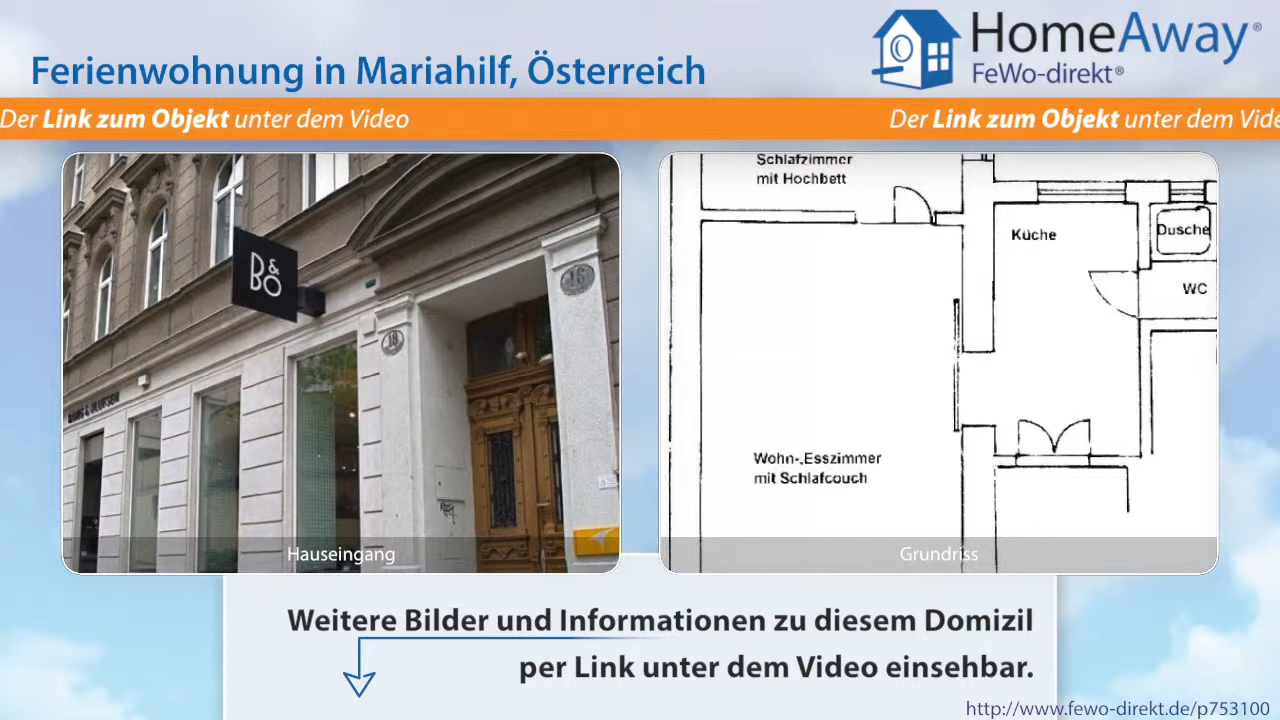 Ferienwohnung in Mariahilf, Österreich
HomeAway®
FeWo-direkt®
Der Link zum Objekt unter dem Video
Der Link zum Objekt unter dem Vide
B&O
16
18
Hauseingang
Schlafzimmer
mit Hochbett
Küche
Dusche
WC
Wohn-,Esszimmer
mit Schlafcouch
Grundriss
Weitere Bilder und Informationen zu diesem Domizil
per Link unter dem Video einsehbar.
http://www.fewo-direkt.de/p753100